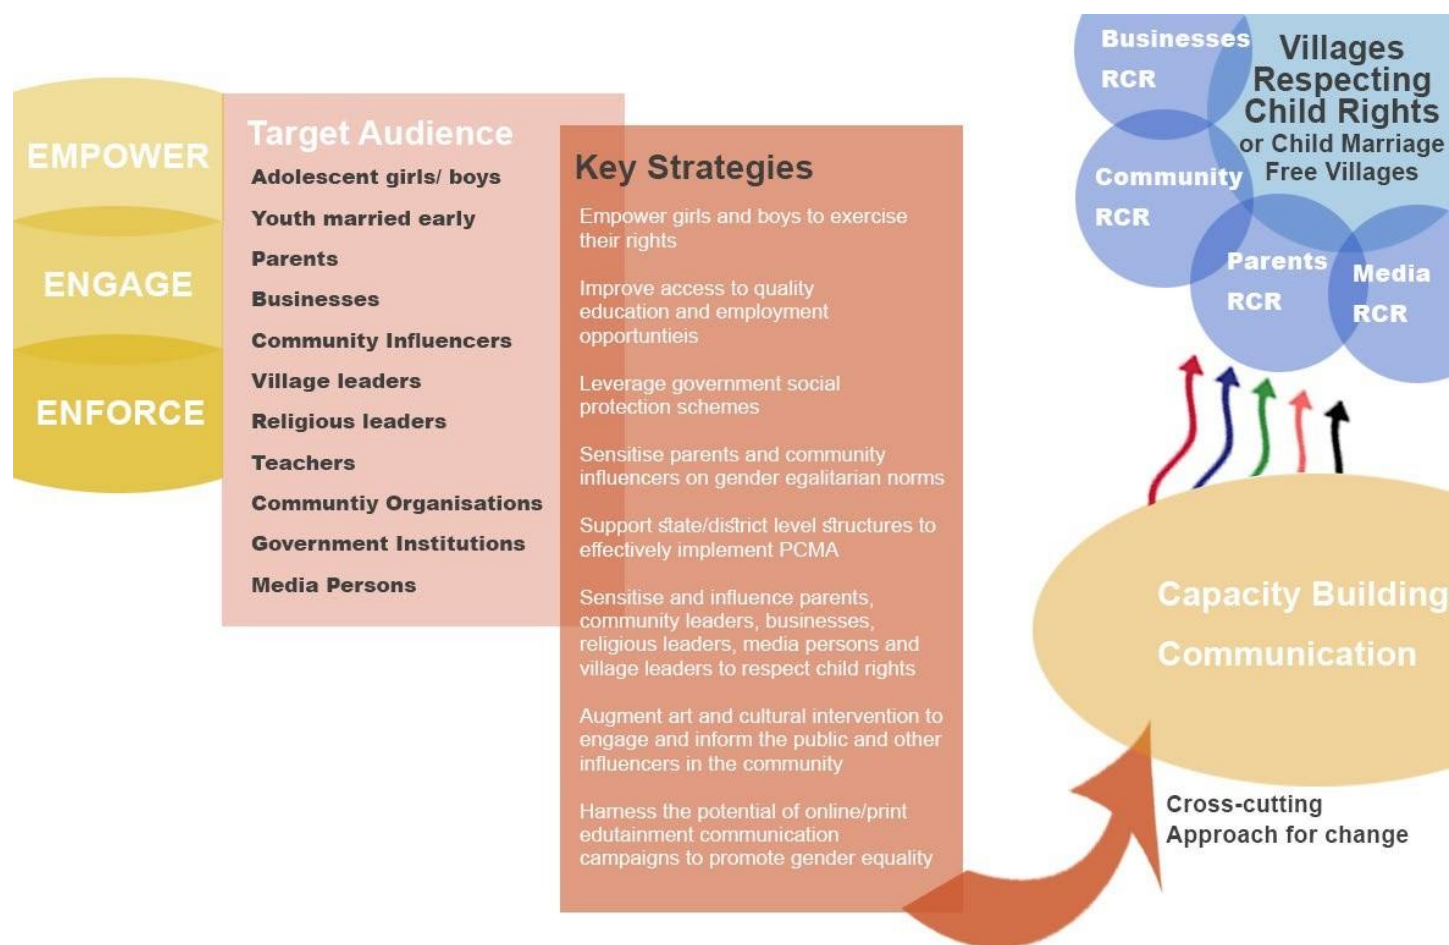 EMPOWER
ENGAGE
ENFORCE
Target Audience
Adolescent girls/ boys
Youth married early
Parents
Businesses
Community Influencers
Village leaders
Religious leaders
Teachers
Communtiy Organisations
Government Institutions
Media Persons
Key Strategies
Empower girls and boys to exercise
their rights
Improve access to quality
education and employment
opportuntieis
Leverage government social
protection schemes
Sensitise parents and community
influencers on gender egalitarian norms
Support state/district level structures to
effectively implement PCMA
Sensitise and influence parents,
community leaders, businesses,
religious leaders, media persons and
village leaders to respect child rights
Augment art and cultural intervention to
engage and inform the public and other
influencers in the community
Harness the potential of online/print
edutainment communication
campaigns to promote gender equality
Businesses
RCR
Community
RCR
Parents
RCR
Media
RCR
Villages
Respecting
Child Rights
or Child Marriage
Free Villages
Capacity Building
Communication
Cross-cutting
Approach for change